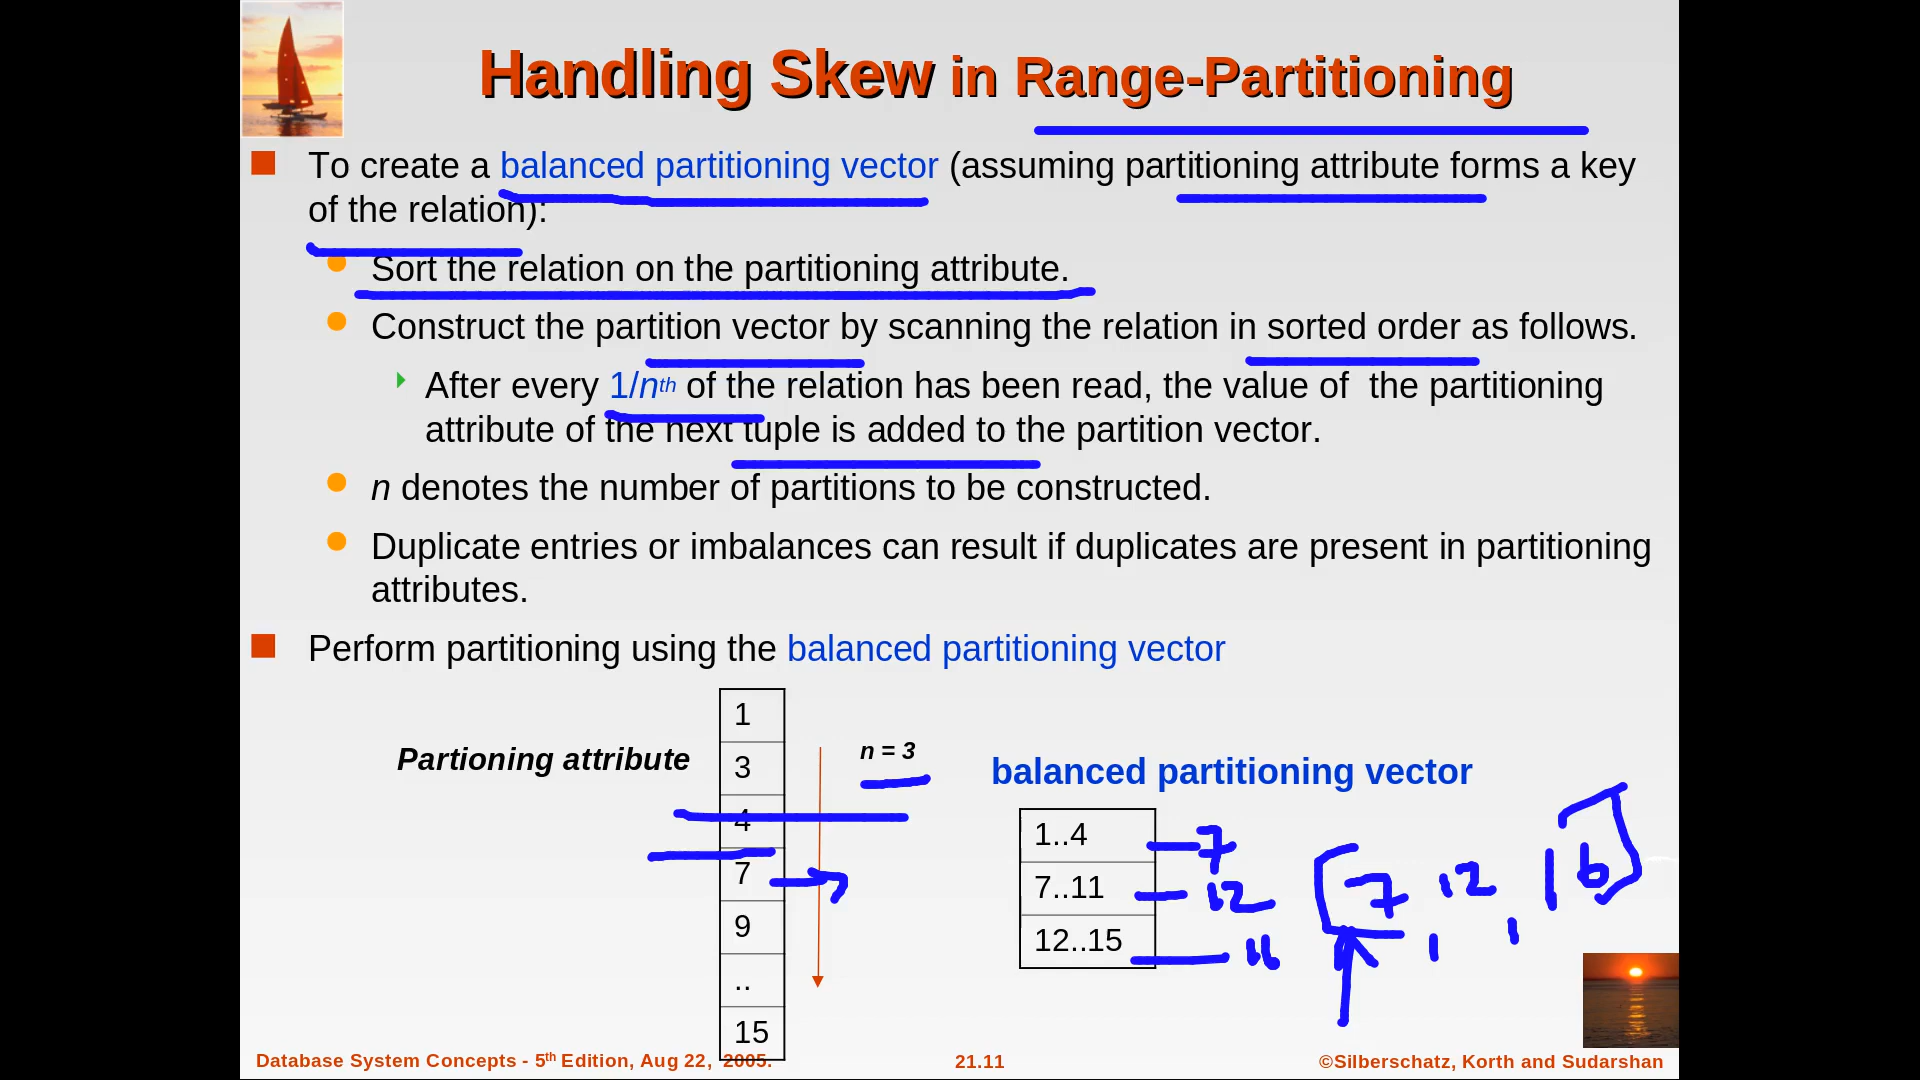 Handling Skew in Range-Partitioning
To create a balanced partitioning vector (assuming partitioning attribute forms a key
of the relation):
Sort the relation on the partitioning attribute.
Construct the partition vector by scanning the relation in sorted order as follows.
After every 1/nth of the relation has been read, the value of the partitioning
attribute of the next tuple is added to the partition vector.
n denotes the number of partitions to be constructed.
Duplicate entries or imbalances can result if duplicates are present in partitioning
attributes.
Perform partitioning using the balanced partitioning vector
Partioning attribute
1
3
4
7
9
..
15
n = 3
balanced partitioning vector
1..4 7
7..11 12
12..15 16
[7, 12, 16]
Database System Concepts - 5th Edition, Aug 22, 2005.
21.11
©Silberschatz, Korth and Sudarshan